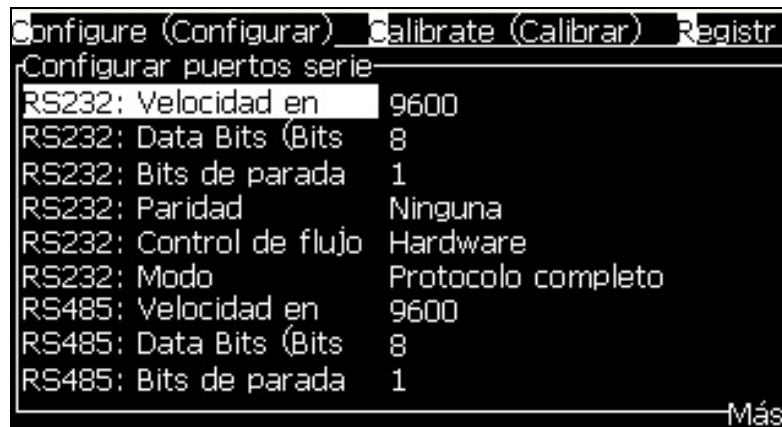 Configure (Configurar) Calibrate (Calibrar) Registr
Configurar puertos serie
RS232: Velocidad en 9600
RS232: Data Bits (Bits 8
RS232: Bits de parada 1
RS232: Paridad Ninguna
RS232: Control de flujo Hardware
RS232: Modo Protocolo completo
RS485: Velocidad en 9600
RS485: Data Bits (Bits 8
RS485: Bits de parada 1
Más